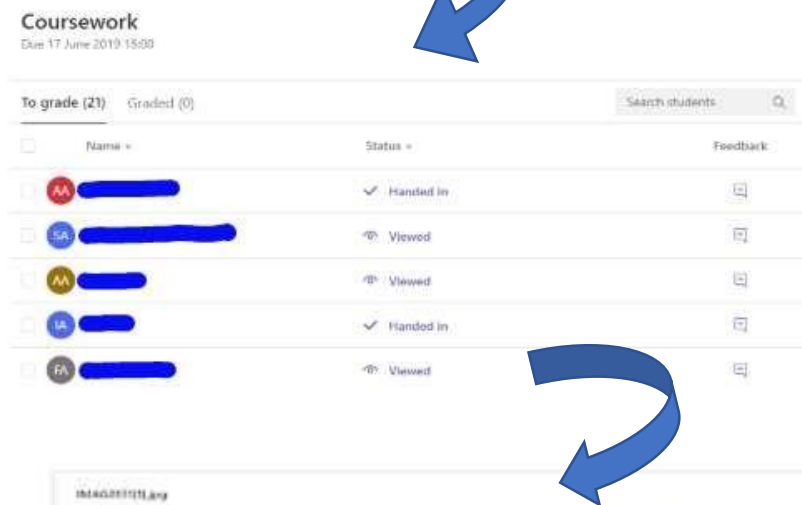 Coursework
Due 17 June 2019 15:00
To grade (21) Graded (0) Search students
Name Status Feedback
AA Handed in
SA Viewed
AA Viewed
IA Handed in
FA Viewed